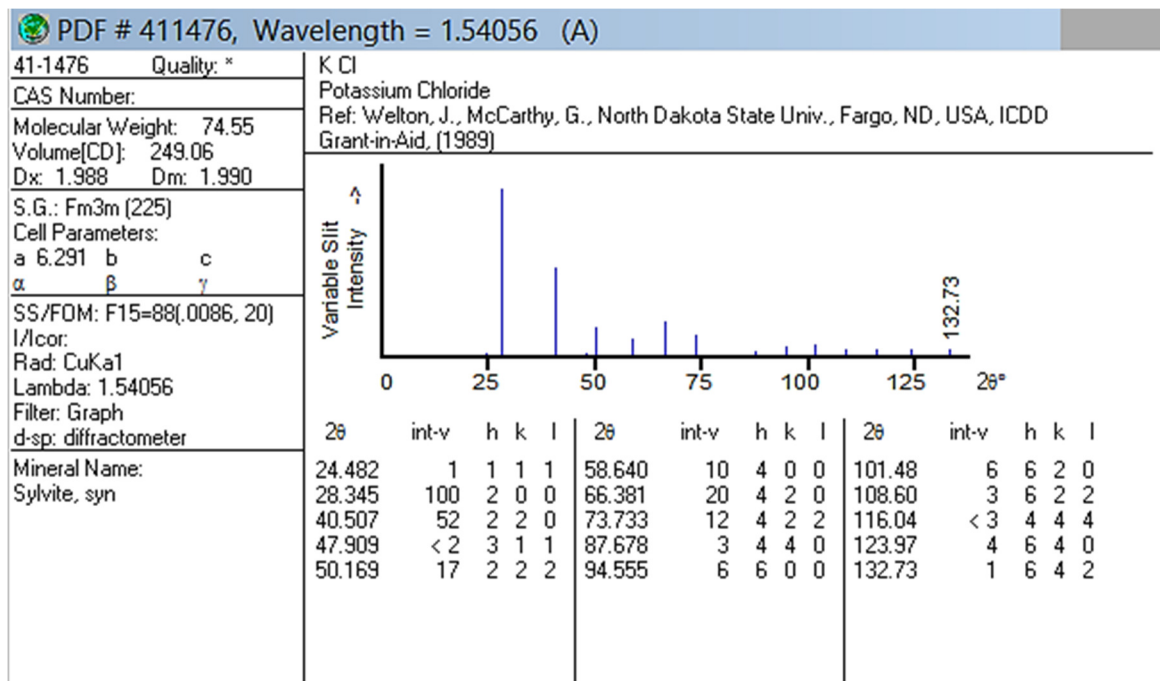 PDF # 411476, Wavelength = 1.54056 (A)
41-1476 Quality: *
CAS Number:
Molecular Weight: 74.55
Volume[CD]: 249.06
Dx: 1.988 Dm: 1.990
S.G.: Fm3m (225)
Cell Parameters:
a 6.291 b c
α β γ
SS/FOM: F15=88(.0086, 20)
I/Icor:
Rad: CuKa1
Lambda: 1.54056
Filter: Graph
d-sp: diffractometer
Mineral Name:
Sylvite, syn
K Cl
Potassium Chloride
Ref: Welton, J., McCarthy, G., North Dakota State Univ., Fargo, ND, USA, ICDD
Grant-in-Aid, (1989)
Variable Slit
Intensity ->
132.73
0 25 50 75 100 125 2θ°
2θ int-v h k l 2θ int-v h k l 2θ int-v h k l
24.482 1 1 1 1 58.640 10 4 0 0 101.48 6 6 2 0
28.345 100 2 0 0 66.381 20 4 2 0 108.60 3 6 2 2
40.507 52 2 2 0 73.733 12 4 2 2 116.04 < 3 4 4 4
47.909 < 2 3 1 1 87.678 3 4 4 0 123.97 4 6 4 0
50.169 17 2 2 2 94.555 6 6 0 0 132.73 1 6 4 2